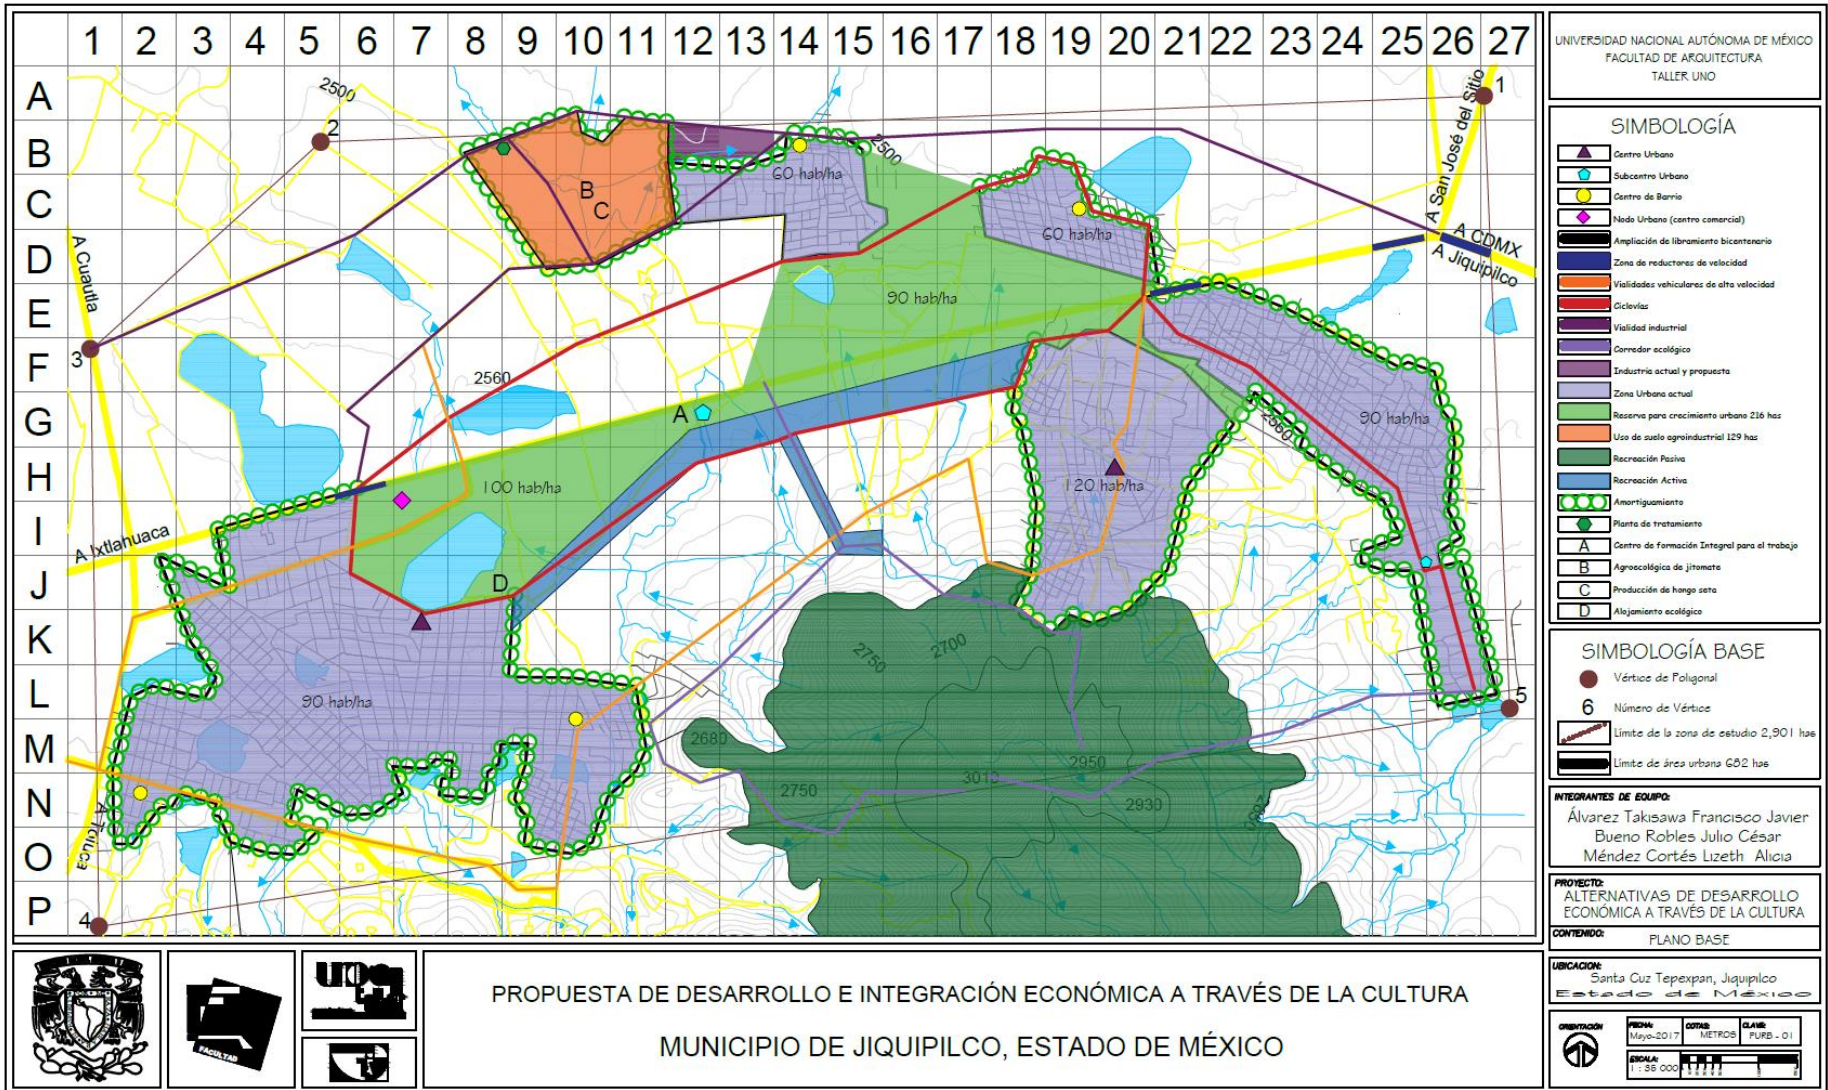 1 2 3 4 5 6 7 8 9 10 11 12 13 14 15 16 17 18 19 20 21 22 23 24 25 26 27
A
B
C
D
E
F
G
H
I
J
K
L
M
N
O
P
2500
2
1
A San José del Sitio
B
C
60 hab/ha
2500
60 hab/ha
A CDMX
A Jiquipilco
A Cuautla
3
90 hab/ha
2560
A
90 hab/ha
2560
100 hab/ha
120 hab/ha
A Ixtlahuaca
D
2750
2700
90 hab/ha
5
2680
2950
3010
2750
2930
A Toluca
4
UNIVERSIDAD NACIONAL AUTÓNOMA DE MÉXICO
FACULTAD DE ARQUITECTURA
TALLER UNO
SIMBOLOGÍA
Centro Urbano
Subcentro Urbano
Centro de Barrio
Nodo Urbano (centro comercial)
Ampliación de libramiento bicentenario
Zona de reductores de velocidad
Vialidades vehiculares de alta velocidad
Ciclovías
Vialidad industrial
Corredor ecológico
Industria actual y propuesta
Zona Urbana actual
Reserva para crecimiento urbano 216 has
Uso de suelo agroindustrial 129 has
Recreación Pasiva
Recreación Activa
Amortiguamiento
Planta de tratamiento
A Centro de formación Integral para el trabajo
B Agroecológica de jitomate
C Producción de hongo seta
D Alojamiento ecológico
SIMBOLOGÍA BASE
Vértice de Poligonal
6 Número de Vértice
Límite de la zona de estudio 2,901 has
Límite de área urbana 682 has
INTEGRANTES DE EQUIPO:
Álvarez Takisawa Francisco Javier
Bueno Robles Julio César
Méndez Cortés Lizeth Alicia
PROYECTO:
ALTERNATIVAS DE DESARROLLO
ECONÓMICA A TRAVÉS DE LA CULTURA
CONTENIDO:
PLANO BASE
UBICACION:
Santa Cuz Tepexpan, Jiquipilco
Estado de México
ORIENTACIÓN
FECHA:
Mayo-2017
COTAS:
METROS
CLAVE:
PURB - 01
ESCALA:
1 : 35 000
FACULTAD
PROPUESTA DE DESARROLLO E INTEGRACIÓN ECONÓMICA A TRAVÉS DE LA CULTURA
MUNICIPIO DE JIQUIPILCO, ESTADO DE MÉXICO